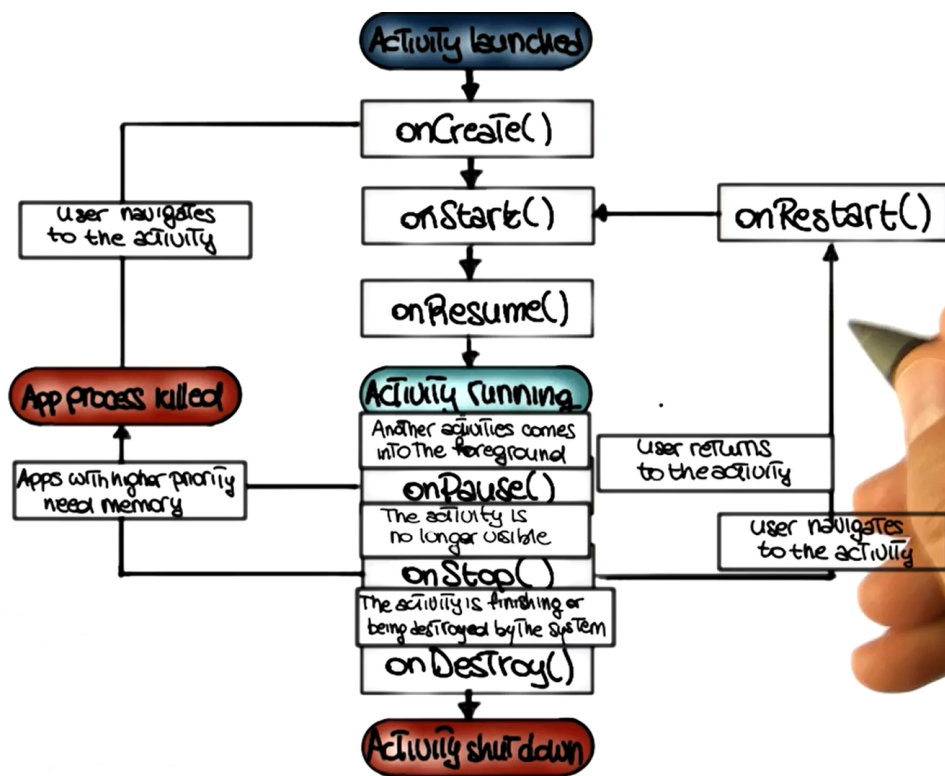 Activity launched
onCreate()
User navigates
to the activity
onStart()
onRestart()
onResume()
App process killed
Activity running
Another activities comes
into the foreground
User returns
to the activity
Apps with higher priority
need memory
onPause()
The activity is
no longer visible
User navigates
to the activity
onStop()
The activity is finishing or
being destroyed by the system
onDestroy()
Activity shut down